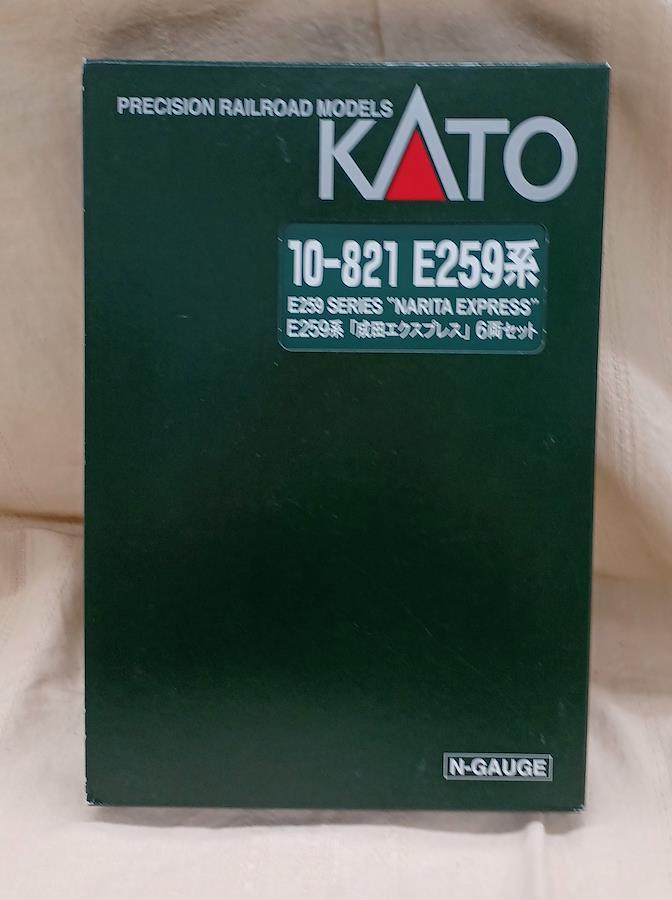 PRECISION RAILROAD MODELS
KATO
10-821 E259系
E259 SERIES "NARITA EXPRESS"
E259系「成田エクスプレス」6両セット
N-GAUGE